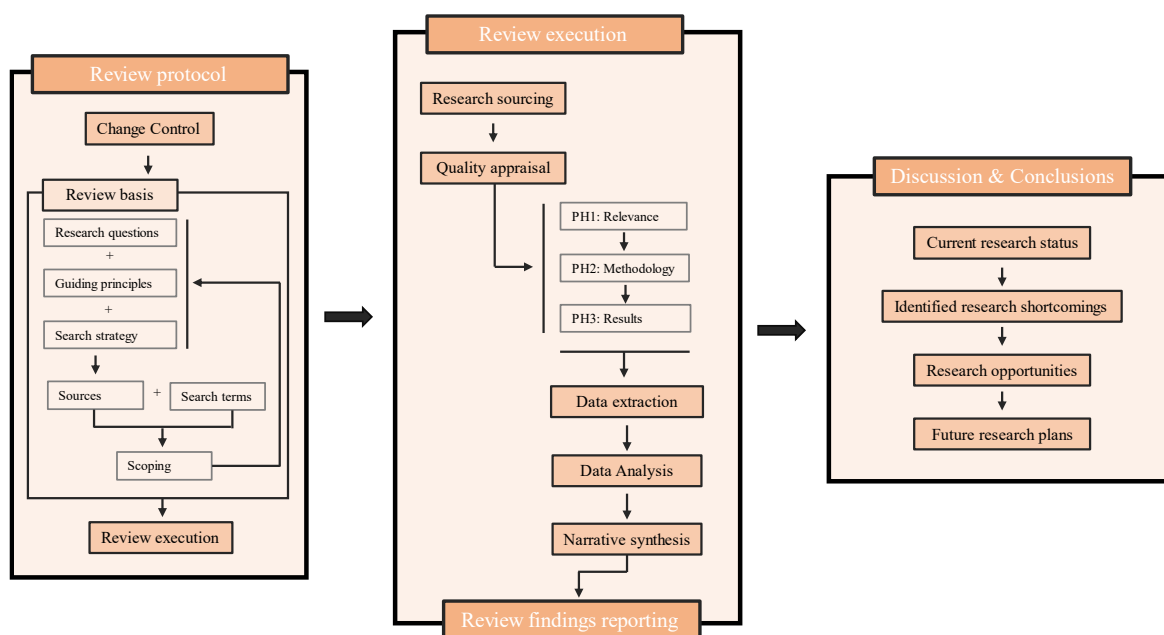 Review protocol
Change Control
Review basis
Research questions
+
Guiding principles
+
Search strategy
Sources
+
Search terms
Scoping
Review execution
Review execution
Research sourcing
Quality appraisal
PH1: Relevance
PH2: Methodology
PH3: Results
Data extraction
Data Analysis
Narrative synthesis
Review findings reporting
Discussion & Conclusions
Current research status
Identified research shortcomings
Research opportunities
Future research plans